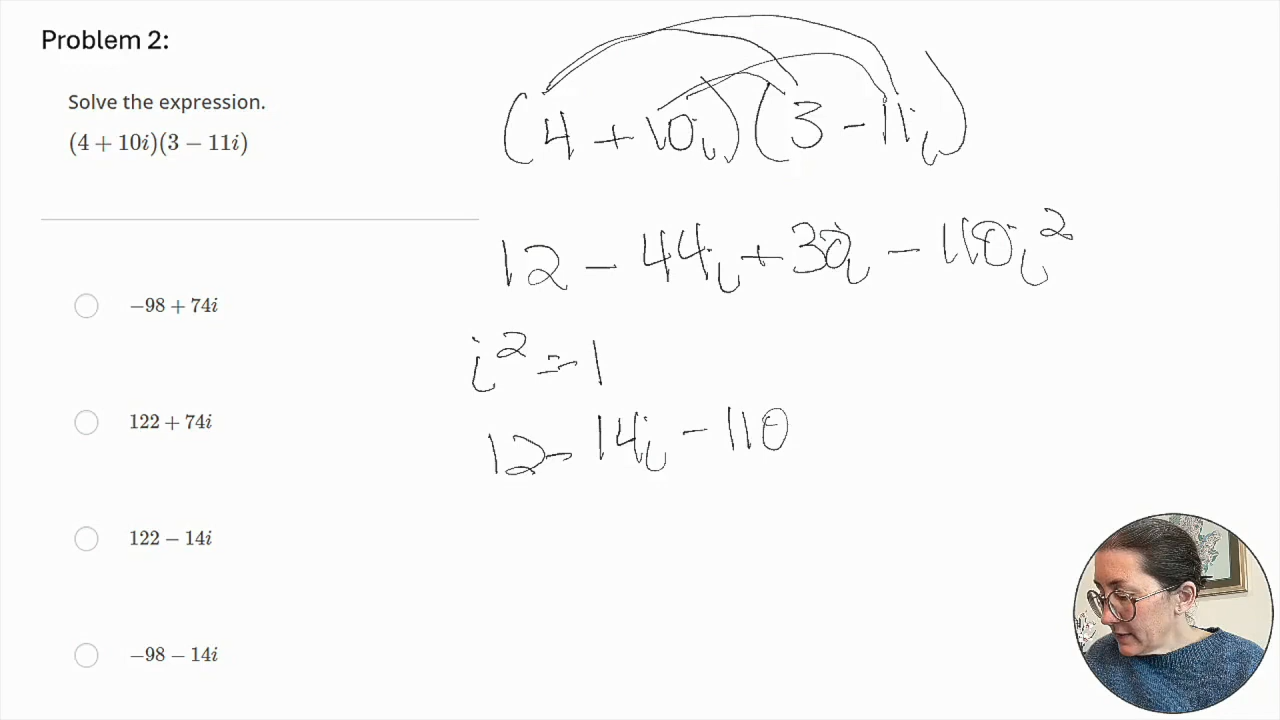 Problem 2:
Solve the expression.
(4 + 10i)(3 − 11i)
(4 + 10i)(3 − 11i)
12 − 44i + 30i − 110i²
i² = -1
12 - 14i − 110
−98 + 74i
122 + 74i
122 − 14i
−98 − 14i